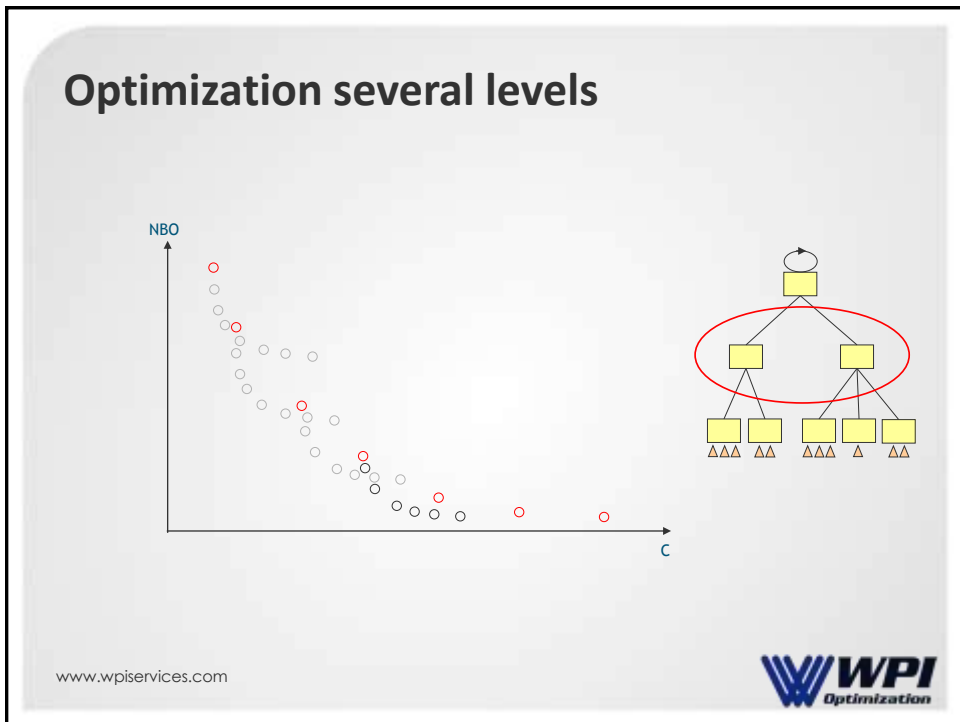 Optimization several levels
NBO
C
www.wpiservices.com
WPI
Optimization